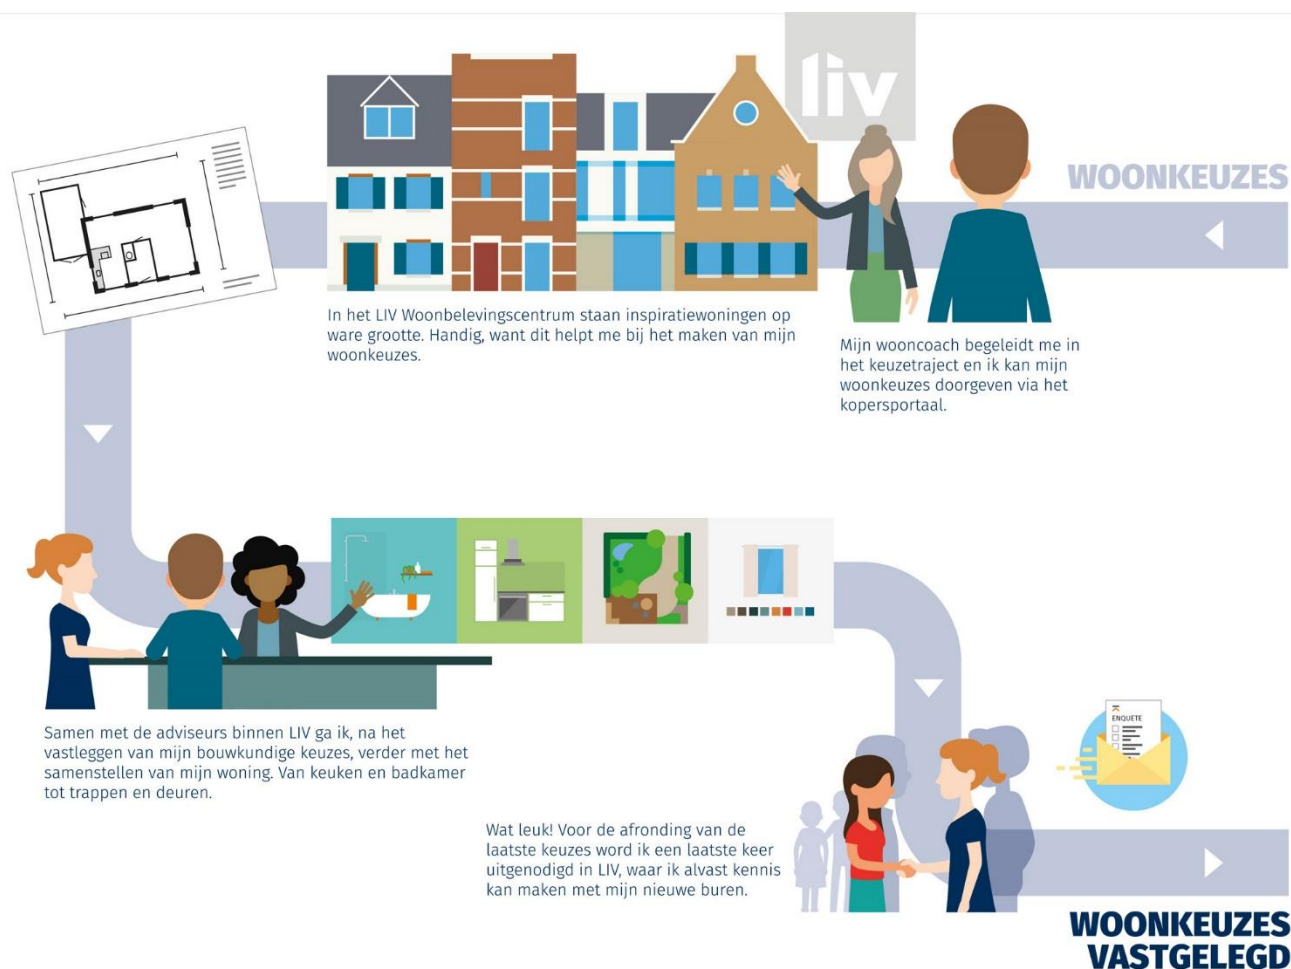 liv
WOONKEUZES
Mijn wooncoach begeleidt me in
het keuzetraject en ik kan mijn
woonkeuzes doorgeven via het
kopersportaal.
In het LIV Woonbelevingscentrum staan inspiratiewoningen op
ware grootte. Handig, want dit helpt me bij het maken van mijn
woonkeuzes.
Samen met de adviseurs binnen LIV ga ik, na het
vastleggen van mijn bouwkundige keuzes, verder met het
samenstellen van mijn woning. Van keuken en badkamer
tot trappen en deuren.
Wat leuk! Voor de afronding van de
laatste keuzes word ik een laatste keer
uitgenodigd in LIV, waar ik alvast kennis
kan maken met mijn nieuwe buren.
ENQUETE
WOONKEUZES
VASTGELEGD